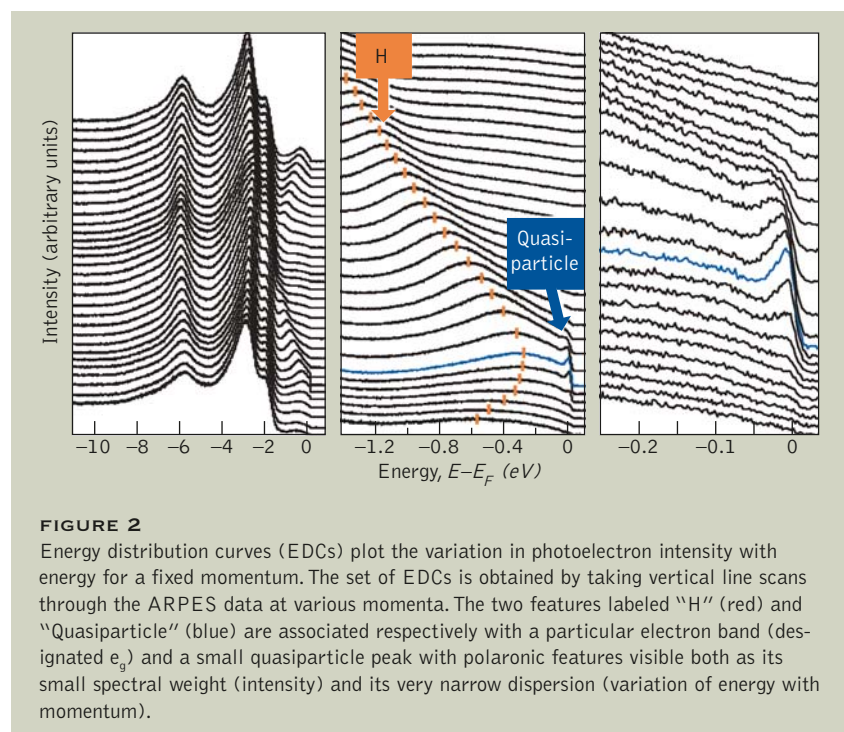 H
Quasi-
particle
Intensity (arbitrary units)
−10 −8 −6 −4 −2 0
−1.2 −0.8 −0.4 0
−0.2 −0.1 0
Energy, E−E_F (eV)
FIGURE 2
Energy distribution curves (EDCs) plot the variation in photoelectron intensity with
energy for a fixed momentum. The set of EDCs is obtained by taking vertical line scans
through the ARPES data at various momenta. The two features labeled "H" (red) and
"Quasiparticle" (blue) are associated respectively with a particular electron band (des-
ignated e_g) and a small quasiparticle peak with polaronic features visible both as its
small spectral weight (intensity) and its very narrow dispersion (variation of energy with
momentum).